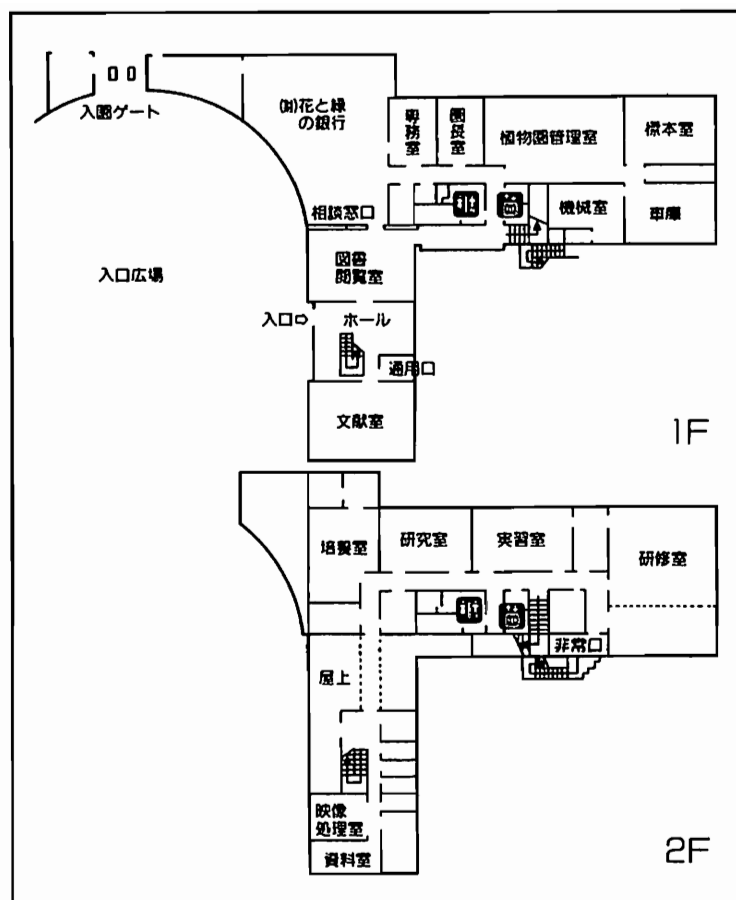 入園ゲート
(財)花と緑
の銀行
専務室
園長室
植物園管理室
標本室
相談窓口
機械室
車庫
図書
閲覧室
入口広場
入口⇨
ホール
通用口
文献室
1F
培養室
研究室
実習室
研修室
非常口
屋上
映像
処理室
資料室
2F